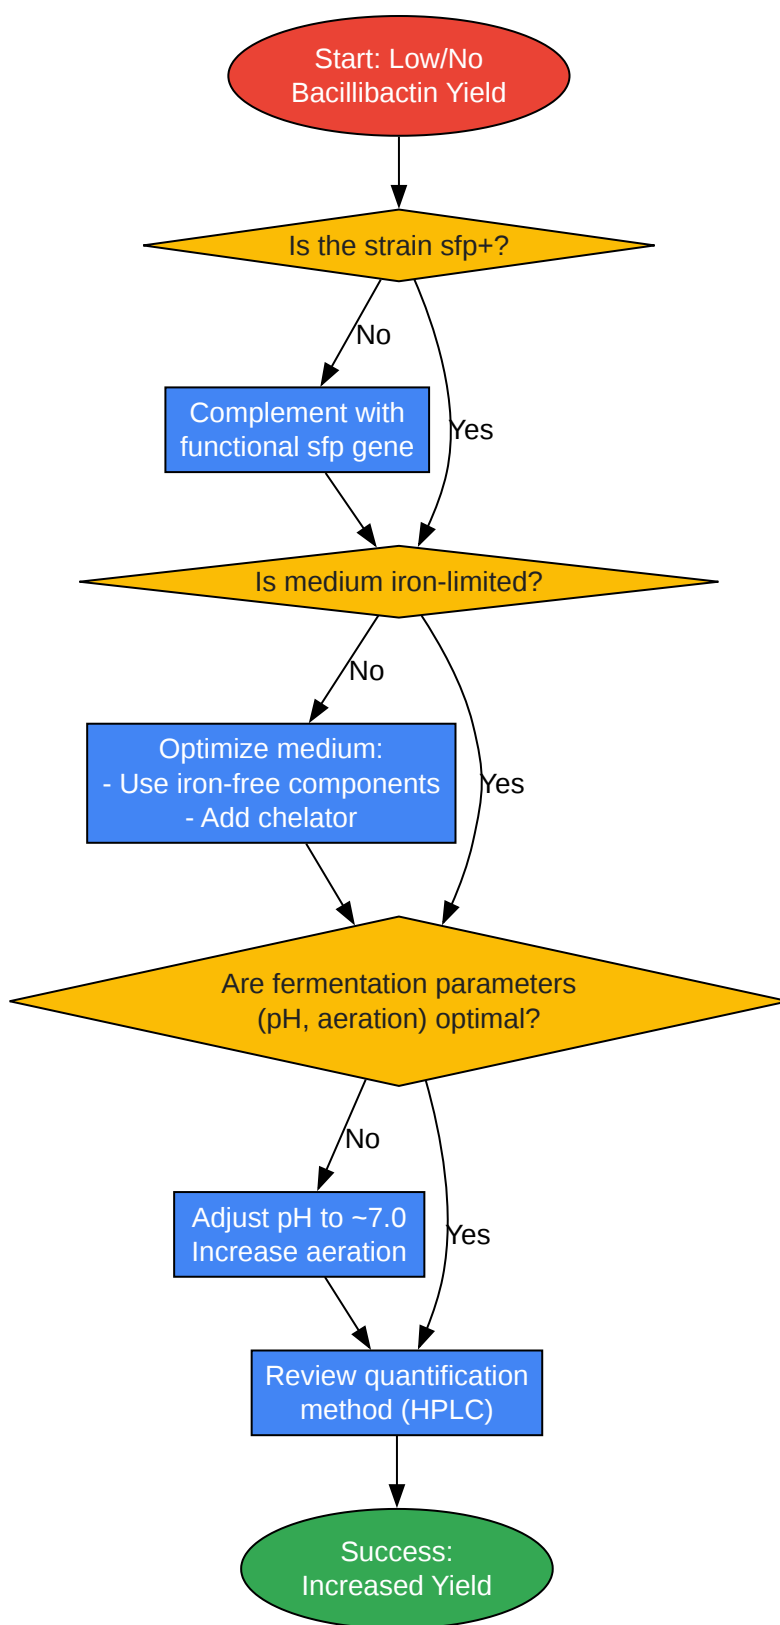 Start: Low/No
Bacillibactin Yield
Is the strain sfp+?
No
Complement with
functional sfp gene
Yes
Is medium iron-limited?
No
Optimize medium:
- Use iron-free components
- Add chelator
Yes
Are fermentation parameters
(pH, aeration) optimal?
No
Adjust pH to ~7.0
Increase aeration
Yes
Review quantification
method (HPLC)
Success:
Increased Yield